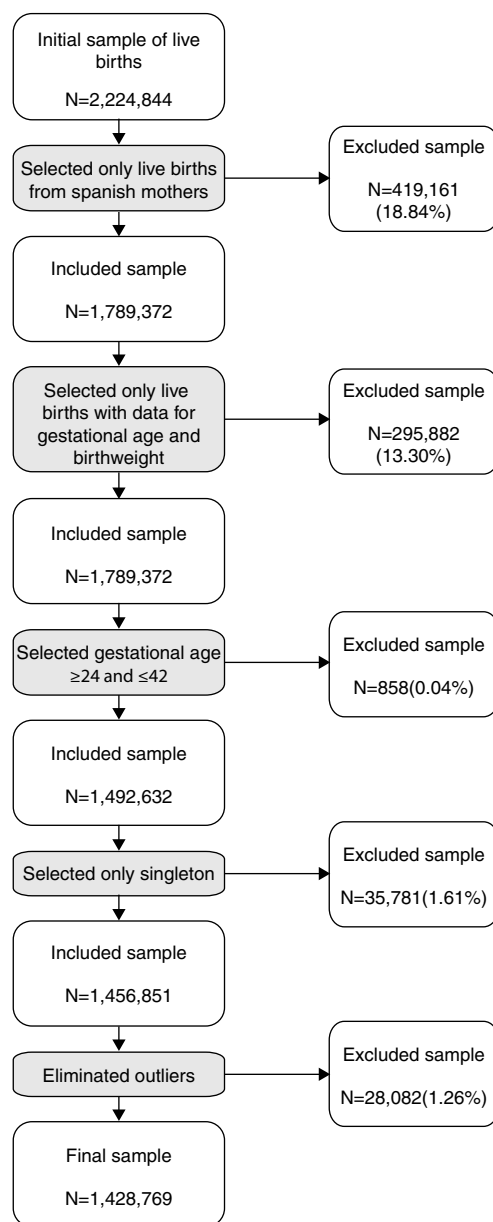 Initial sample of live
births
N=2,224,844
Selected only live births
from spanish mothers
Excluded sample
N=419,161
(18.84%)
Included sample
N=1,789,372
Selected only live
births with data for
gestational age and
birthweight
Excluded sample
N=295,882
(13.30%)
Included sample
N=1,789,372
Selected gestational age
≥24 and ≤42
Excluded sample
N=858(0.04%)
Included sample
N=1,492,632
Selected only singleton
Excluded sample
N=35,781(1.61%)
Included sample
N=1,456,851
Eliminated outliers
Excluded sample
N=28,082(1.26%)
Final sample
N=1,428,769